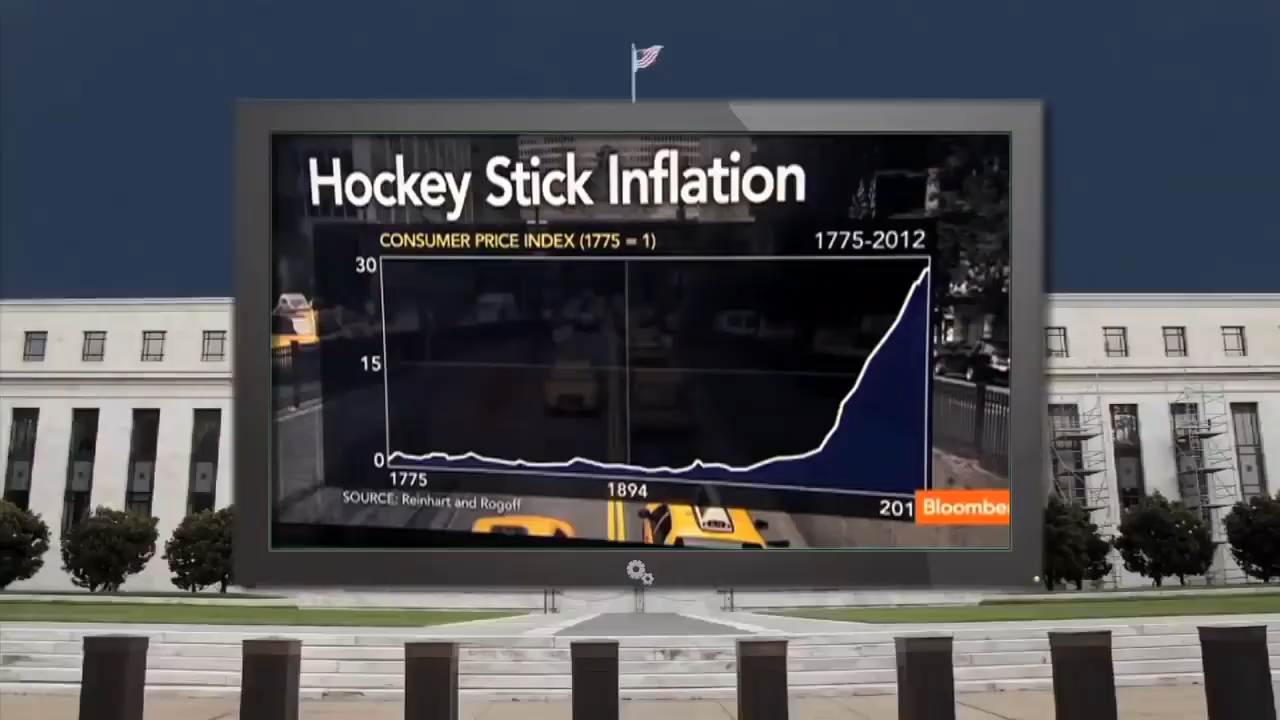 Hockey Stick Inflation
CONSUMER PRICE INDEX (1775 = 1)
1775-2012
30
15
0
1775
1894
201
SOURCE: Reinhart and Rogoff
Bloombe